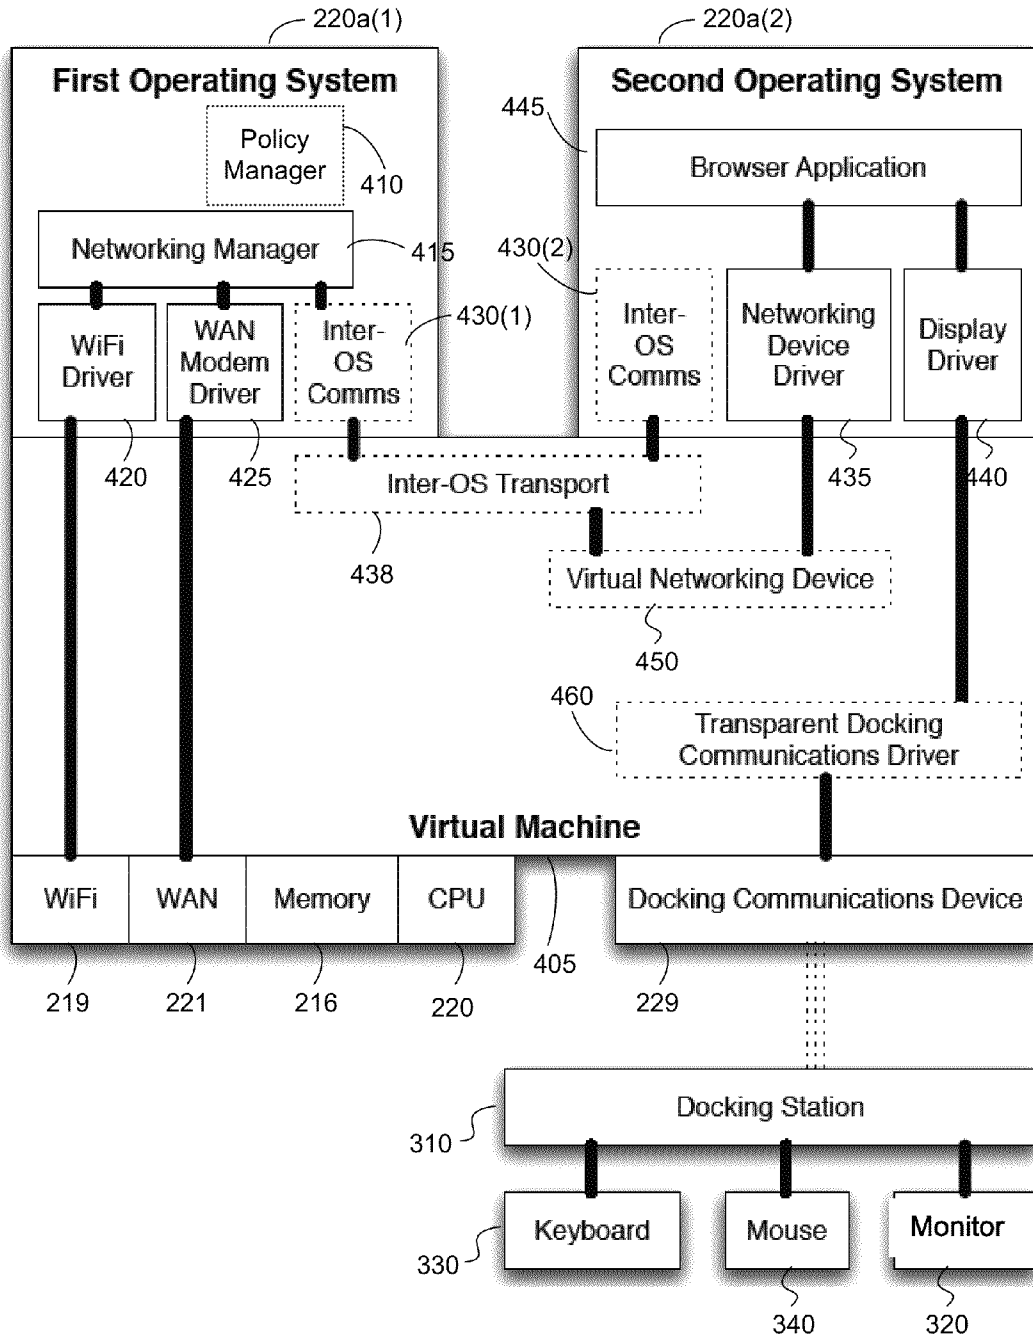 220a(1)
220a(2)
First Operating System
Second Operating System
Policy
Manager
410
445
Browser Application
Networking Manager
415
430(2)
WiFi
Driver
WAN
Modem
Driver
Inter-
OS
Comms
430(1)
Inter-
OS
Comms
Networking
Device
Driver
Display
Driver
420
425
435
440
Inter-OS Transport
438
Virtual Networking Device
450
460
Transparent Docking
Communications Driver
Virtual Machine
WiFi
WAN
Memory
CPU
Docking Communications Device
219
221
216
220
405
229
Docking Station
310
Keyboard
Mouse
Monitor
330
340
320